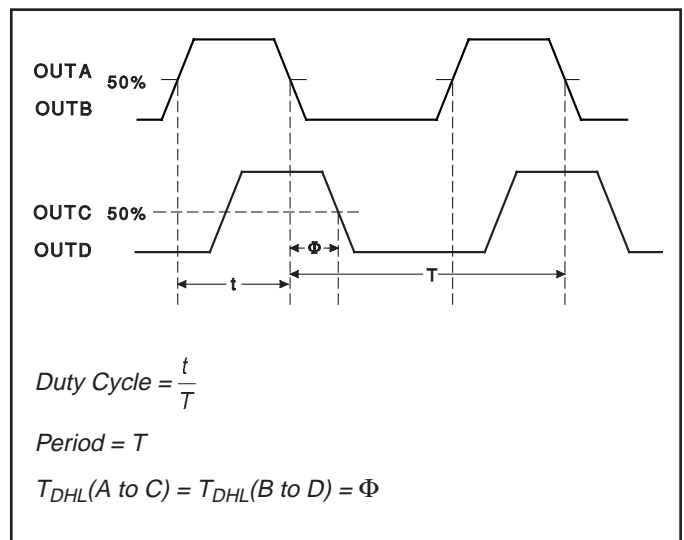 OUTA 50%
OUTB
OUTC 50%
OUTD
Φ
t
T
Duty Cycle = t/T
Period = T
T_DHL(A to C) = T_DHL(B to D) = Φ